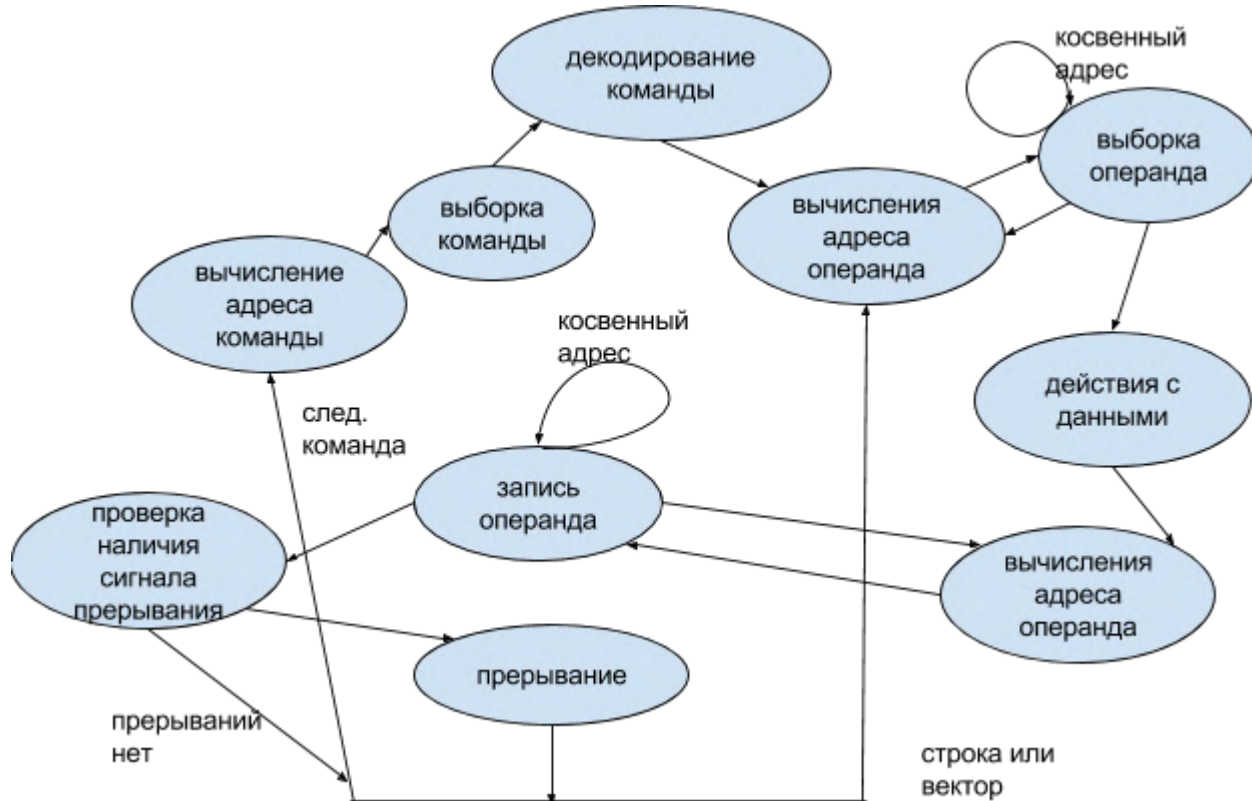 косвенный
адрес
декодирование
команды
выборка
операнда
выборка
команды
вычисления
адреса
операнда
вычисление
адреса
команды
косвенный
адрес
действия с
данными
след.
команда
запись
операнда
проверка
наличия
сигнала
прерывания
вычисления
адреса
операнда
прерывание
прерываний
нет
строка или
вектор